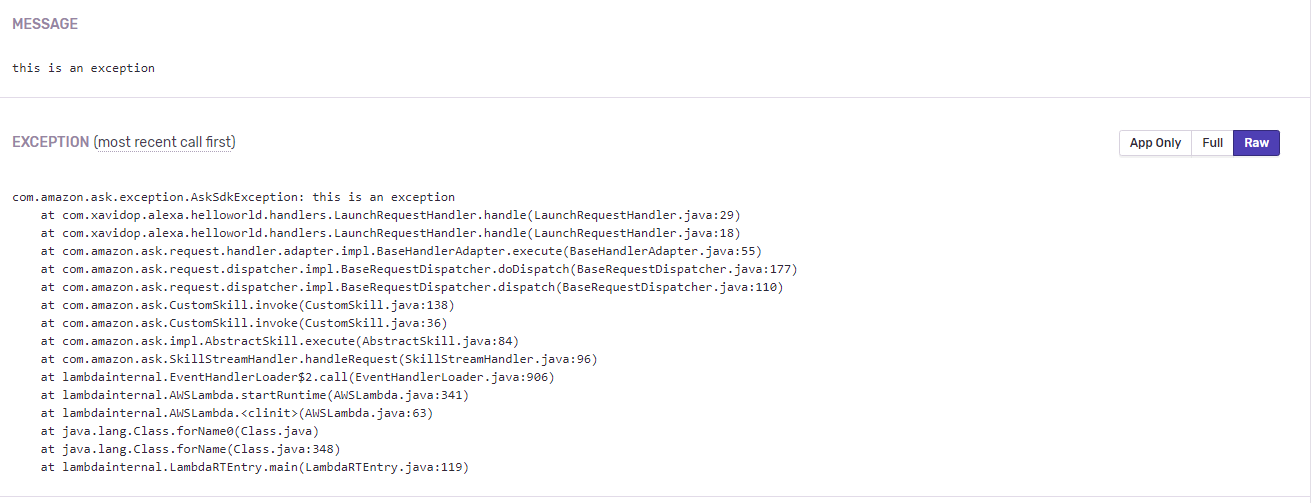 MESSAGE
this is an exception
EXCEPTION (most recent call first)
App Only Full Raw
com.amazon.ask.exception.AskSdkException: this is an exception
at com.xavidop.alexa.helloworld.handlers.LaunchRequestHandler.handle(LaunchRequestHandler.java:29)
at com.xavidop.alexa.helloworld.handlers.LaunchRequestHandler.handle(LaunchRequestHandler.java:18)
at com.amazon.ask.request.handler.adapter.impl.BaseHandlerAdapter.execute(BaseHandlerAdapter.java:55)
at com.amazon.ask.request.dispatcher.impl.BaseRequestDispatcher.doDispatch(BaseRequestDispatcher.java:177)
at com.amazon.ask.request.dispatcher.impl.BaseRequestDispatcher.dispatch(BaseRequestDispatcher.java:110)
at com.amazon.ask.CustomSkill.invoke(CustomSkill.java:138)
at com.amazon.ask.CustomSkill.invoke(CustomSkill.java:36)
at com.amazon.ask.impl.AbstractSkill.execute(AbstractSkill.java:84)
at com.amazon.ask.SkillStreamHandler.handleRequest(SkillStreamHandler.java:96)
at lambdainternal.EventHandlerLoader$2.call(EventHandlerLoader.java:906)
at lambdainternal.AWSLambda.startRuntime(AWSLambda.java:341)
at lambdainternal.AWSLambda.<clinit>(AWSLambda.java:63)
at java.lang.Class.forName0(Class.java)
at java.lang.Class.forName(Class.java:348)
at lambdainternal.LambdaRTEntry.main(LambdaRTEntry.java:119)